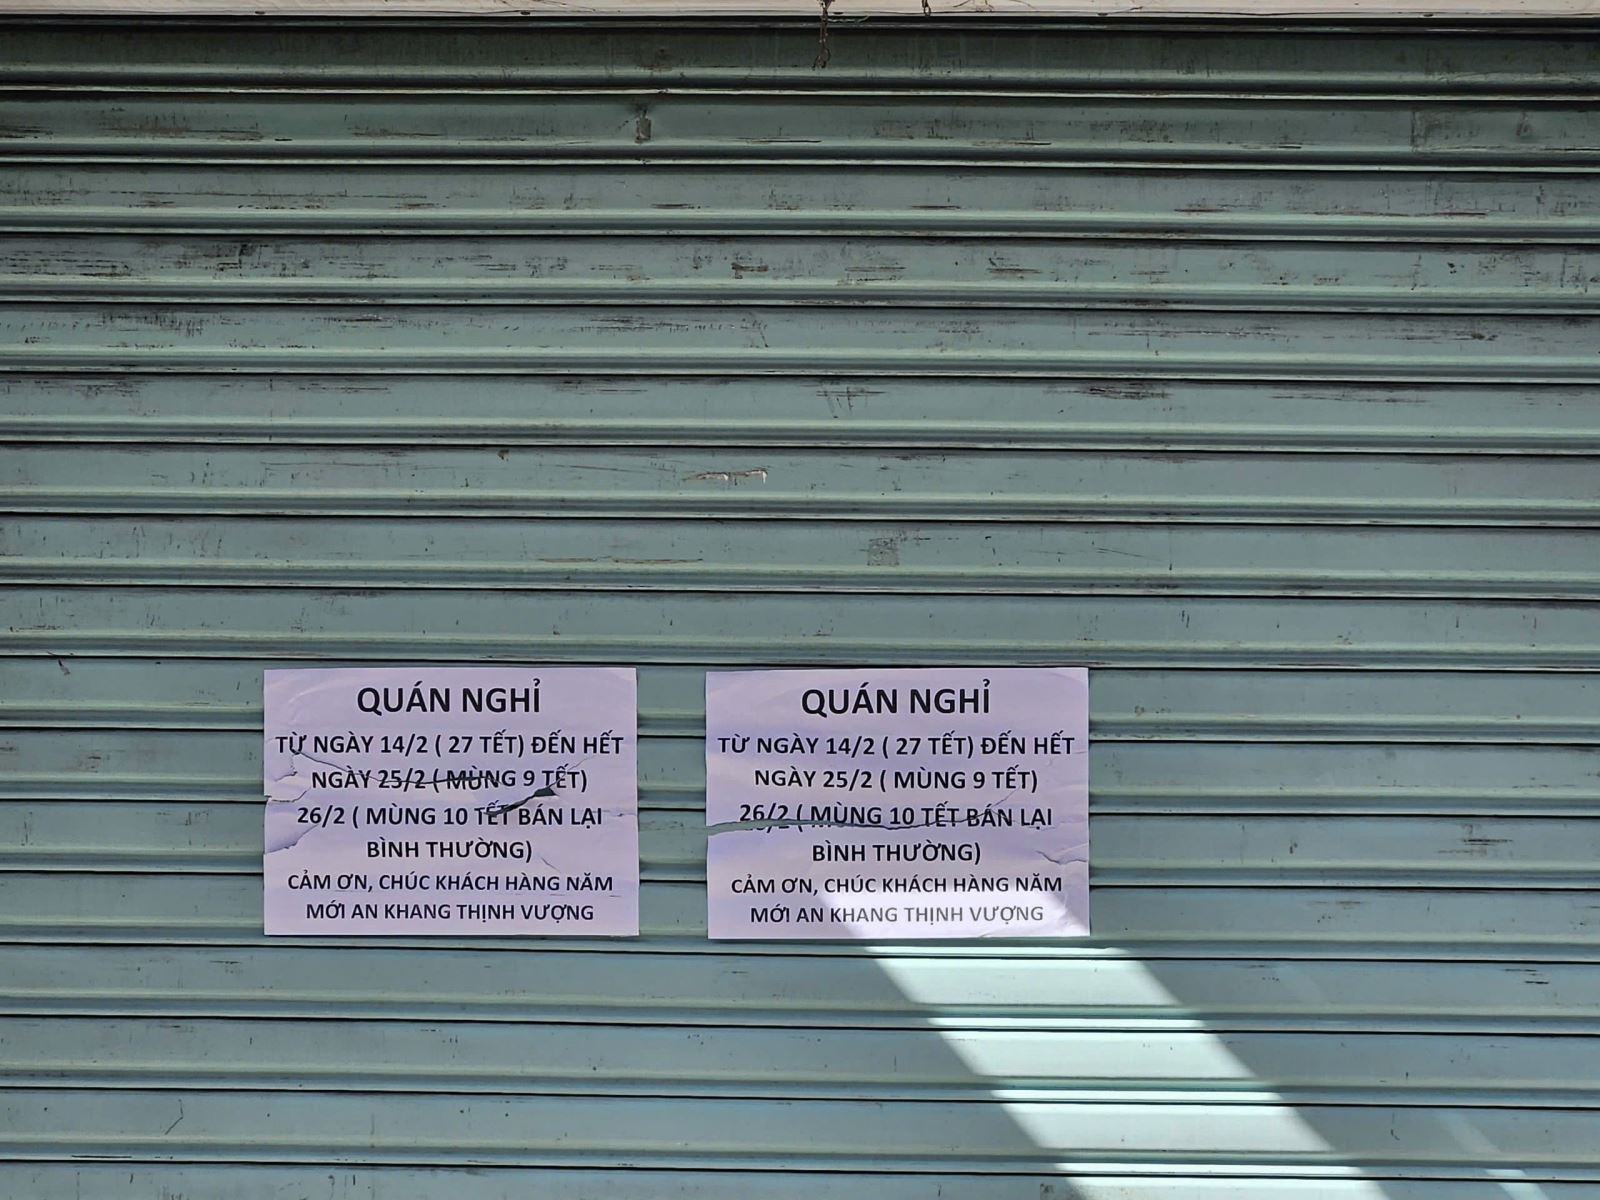 QUÁN NGHỈ
TỪ NGÀY 14/2 ( 27 TẾT) ĐẾN HẾT
NGÀY 25/2 ( MÙNG 9 TẾT)
26/2 ( MÙNG 10 TẾT BÁN LẠI
BÌNH THƯỜNG)
CẢM ƠN, CHÚC KHÁCH HÀNG NĂM
MỚI AN KHANG THỊNH VƯỢNG
QUÁN NGHỈ
TỪ NGÀY 14/2 ( 27 TẾT) ĐẾN HẾT
NGÀY 25/2 ( MÙNG 9 TẾT)
26/2 ( MÙNG 10 TẾT BÁN LẠI
BÌNH THƯỜNG)
CẢM ƠN, CHÚC KHÁCH HÀNG NĂM
MỚI AN KHANG THỊNH VƯỢNG